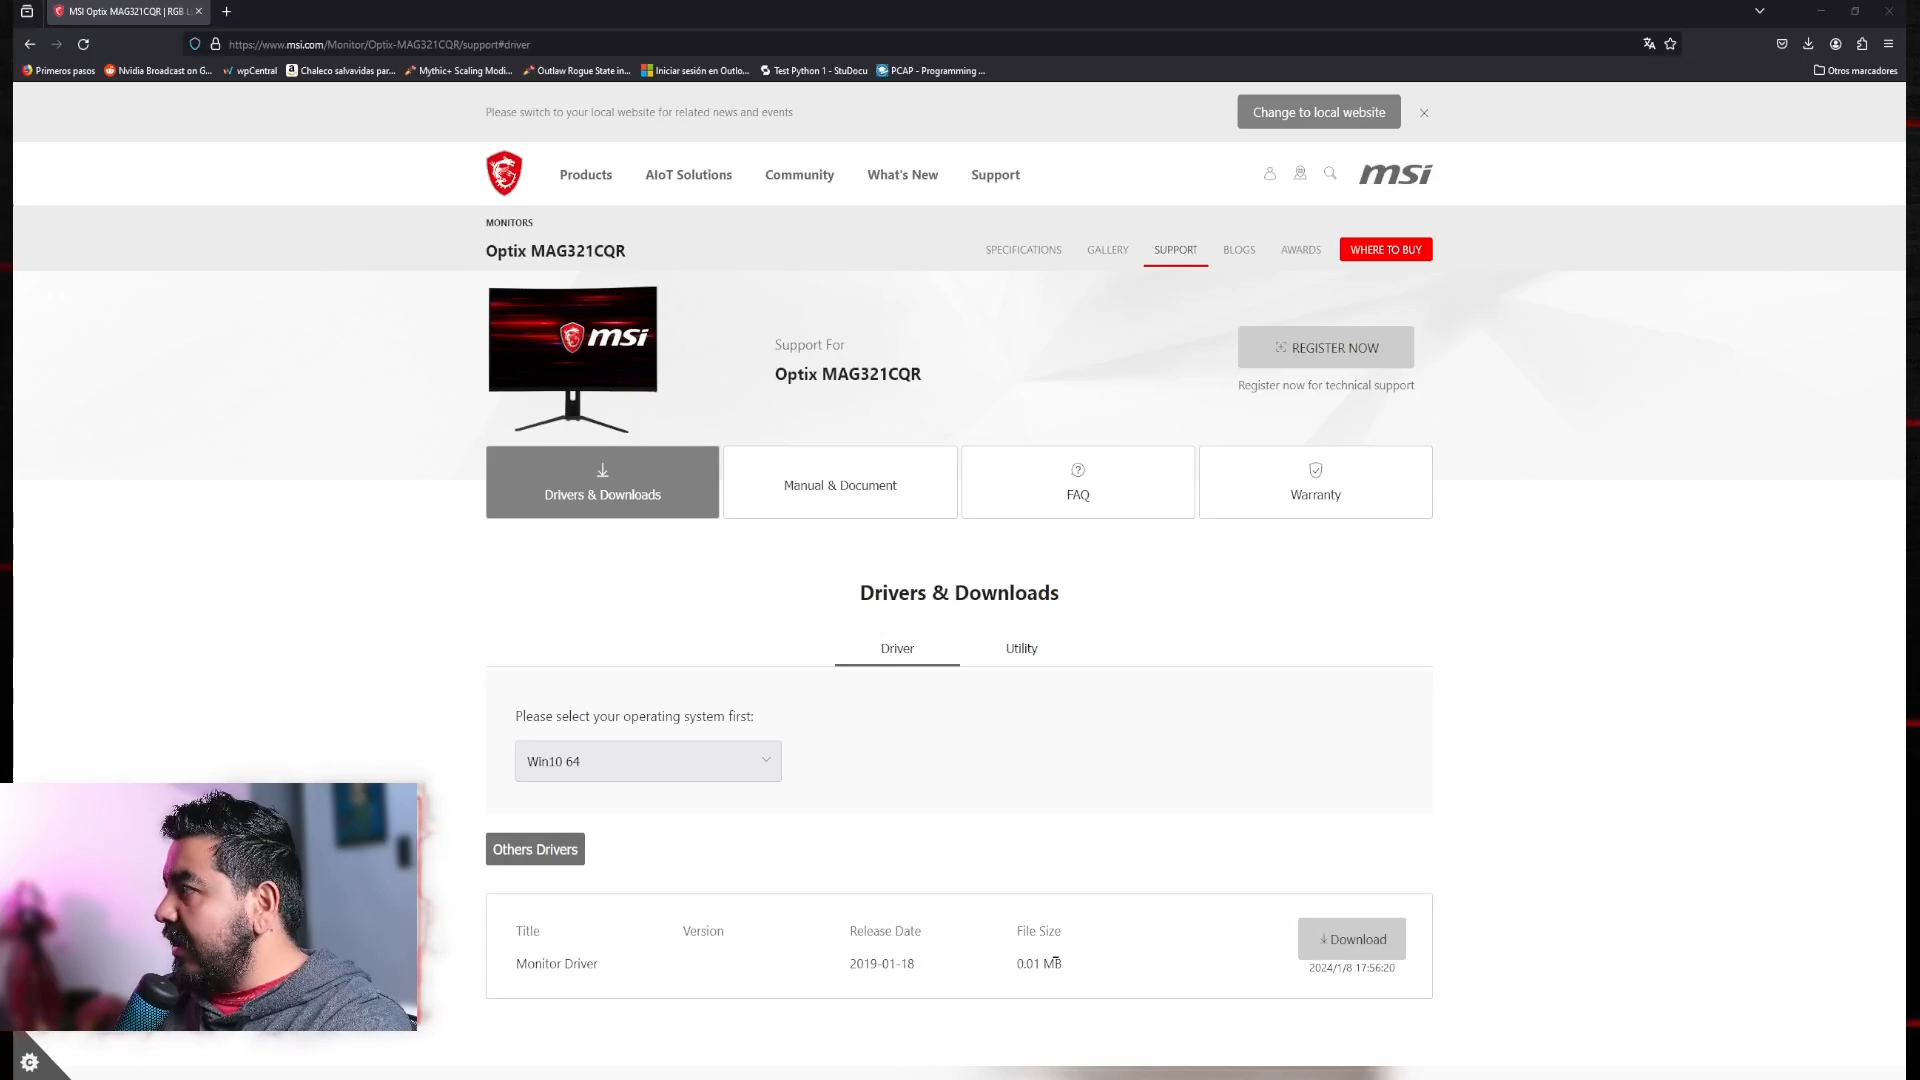 MSI Optix MAG321CQR | RGB L
https://www.msi.com/Monitor/Optix-MAG321CQR/support#driver
Primeros pasos
Nvidia Broadcast on G...
wpCentral
Chaleco salvavidas par...
Mythic+ Scaling Modi...
Outlaw Rogue State in...
Iniciar sesión en Outlo...
Test Python 1 - StuDocu
PCAP - Programming ...
Otros marcadores
Please switch to your local website for related news and events
Change to local website
Products
AIoT Solutions
Community
What's New
Support
msi
MONITORS
Optix MAG321CQR
SPECIFICATIONS
GALLERY
SUPPORT
BLOGS
AWARDS
WHERE TO BUY
msi
Support For
Optix MAG321CQR
REGISTER NOW
Register now for technical support
Drivers & Downloads
Manual & Document
FAQ
Warranty
Drivers & Downloads
Driver
Utility
Please select your operating system first:
Win10 64
Others Drivers
Title
Version
Release Date
File Size
Download
Monitor Driver
2019-01-18
0.01 MB
2024/1/8 17:56:20